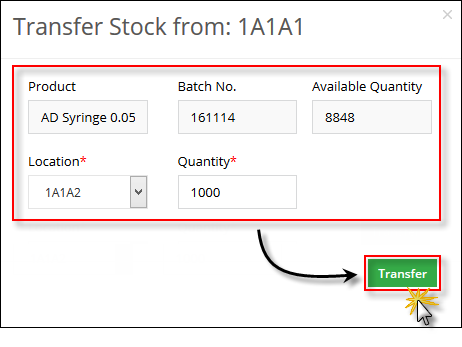 Transfer Stock from: 1A1A1
Product Batch No. Available Quantity
AD Syringe 0.05 161114 8848
Location* Quantity*
1A1A2 1000
Transfer